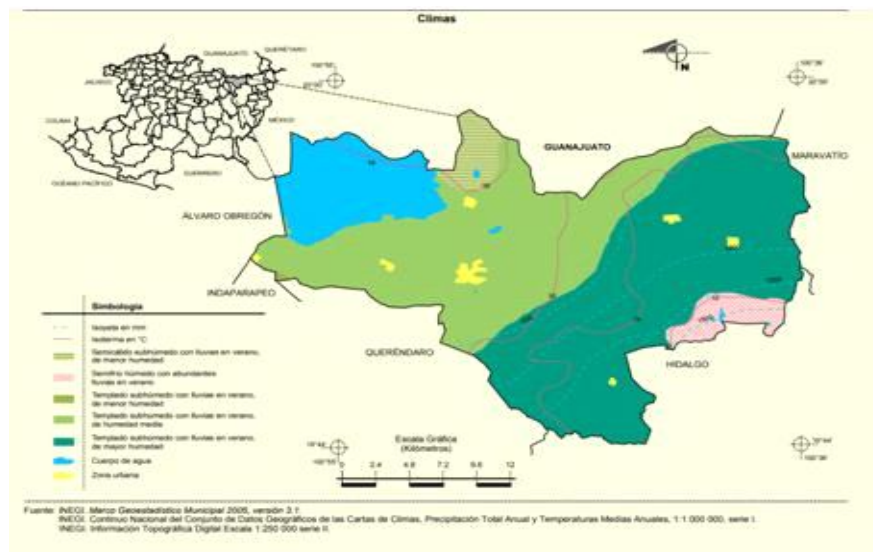 Climas
GUANAJUATO
QUERÉTARO
JALISCO
COLIMA
MÉXICO
GUERRERO
OCÉANO PACÍFICO
N
GUANAJUATO
MARAVATÍO
ÁLVARO OBREGÓN
INDAPARAPEO
QUERÉNDARO
HIDALGO
Simbología
Isoyeta en mm
Isoterma en °C
Semicálido subhúmedo con lluvias en verano,
de menor humedad
Semifrío húmedo con abundantes
lluvias en verano
Templado subhúmedo con lluvias en verano,
de menor humedad
Templado subhúmedo con lluvias en verano,
de humedad media
Templado subhúmedo con lluvias en verano,
de mayor humedad
Cuerpo de agua
Zona urbana
Escala Gráfica
(Kilómetros)
0 2.4 4.8 7.2 9.6 12
Fuente: INEGI. Marco Geoestadístico Municipal 2005, versión 3.1.
INEGI. Continuo Nacional del Conjunto de Datos Geográficos de las Cartas de Climas, Precipitación Total Anual y Temperaturas Medias Anuales, 1:1 000 000, serie I.
INEGI. Información Topográfica Digital Escala 1:250 000 serie II.